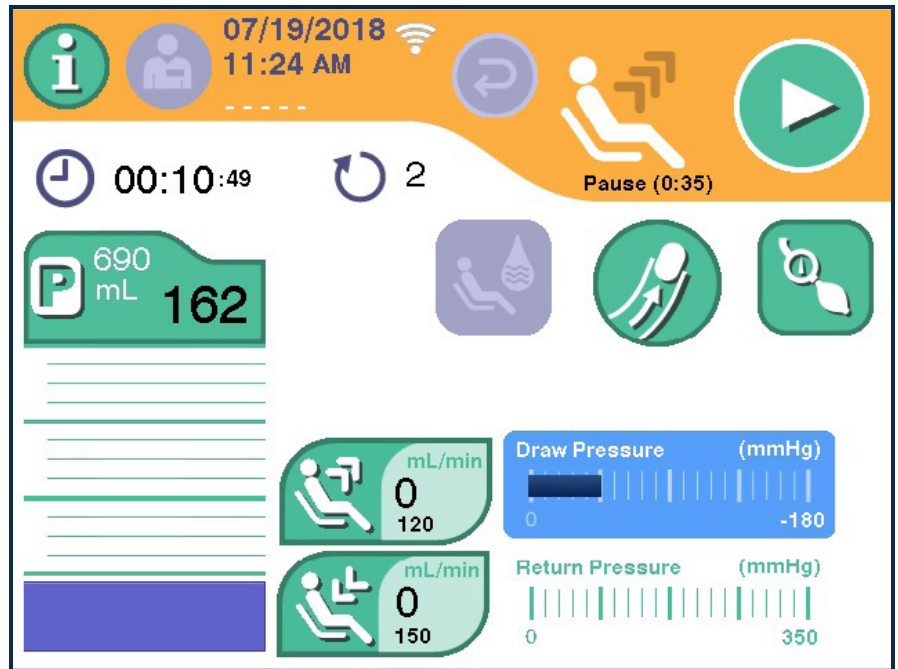 07/19/2018
11:24 AM
-----
00:10:49
2
Pause (0:35)
P
690
mL
162
mL/min
0
120
Draw Pressure (mmHg)
0 -180
mL/min
0
150
Return Pressure (mmHg)
0 350